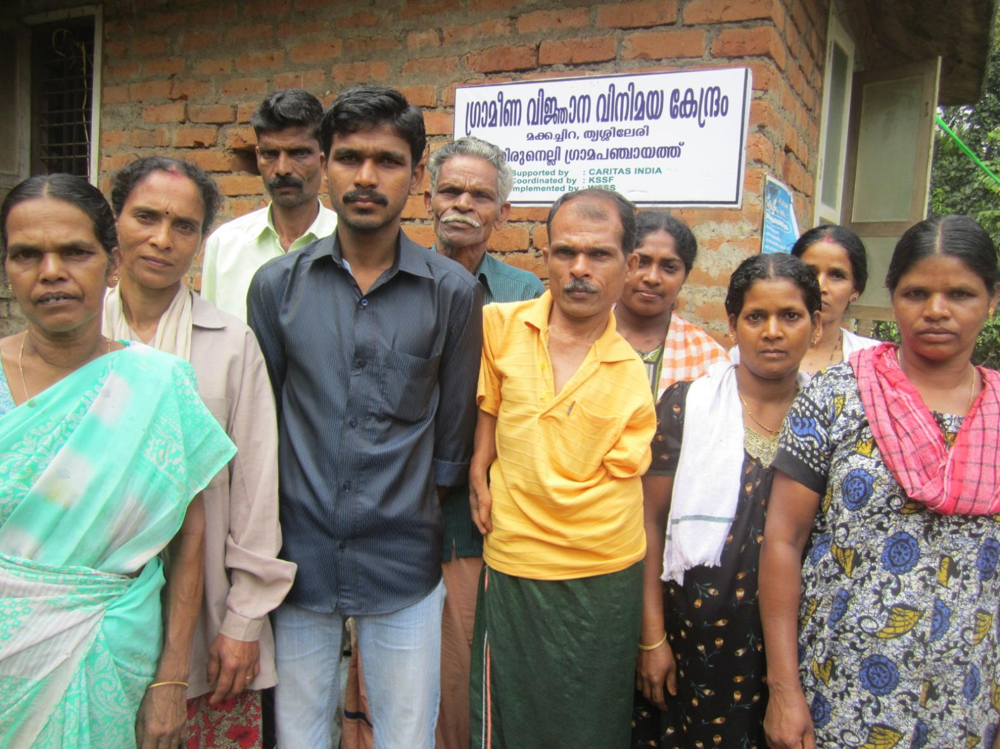 ഗ്രാമീണ വിജ്ഞാന വിനിമയ കേന്ദ്രം
മക്കച്ചിറ, തൃശ്ശിലേരി
തിരുനെല്ലി ഗ്രാമപഞ്ചായത്ത്
Supported by : CARITAS INDIA
Coordinated by : KSSF
Implemented by : WSSS